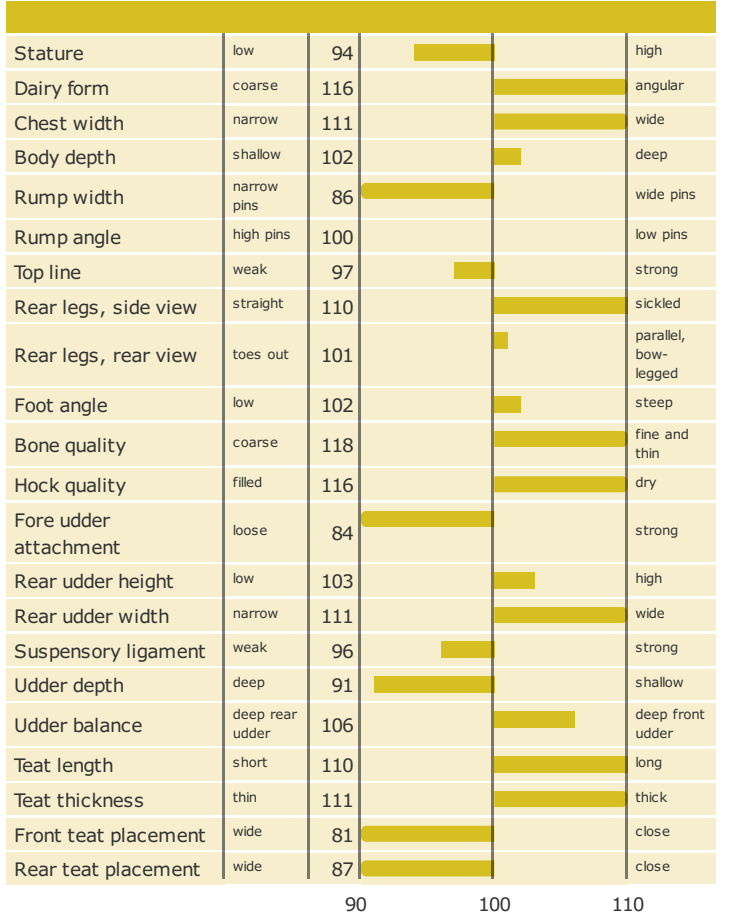 Stature low 94 high
Dairy form coarse 116 angular
Chest width narrow 111 wide
Body depth shallow 102 deep
Rump width narrow pins 86 wide pins
Rump angle high pins 100 low pins
Top line weak 97 strong
Rear legs, side view straight 110 sickled
Rear legs, rear view toes out 101 parallel, bow-legged
Foot angle low 102 steep
Bone quality coarse 118 fine and thin
Hock quality filled 116 dry
Fore udder attachment loose 84 strong
Rear udder height low 103 high
Rear udder width narrow 111 wide
Suspensory ligament weak 96 strong
Udder depth deep 91 shallow
Udder balance deep rear udder 106 deep front udder
Teat length short 110 long
Teat thickness thin 111 thick
Front teat placement wide 81 close
Rear teat placement wide 87 close
90 100 110